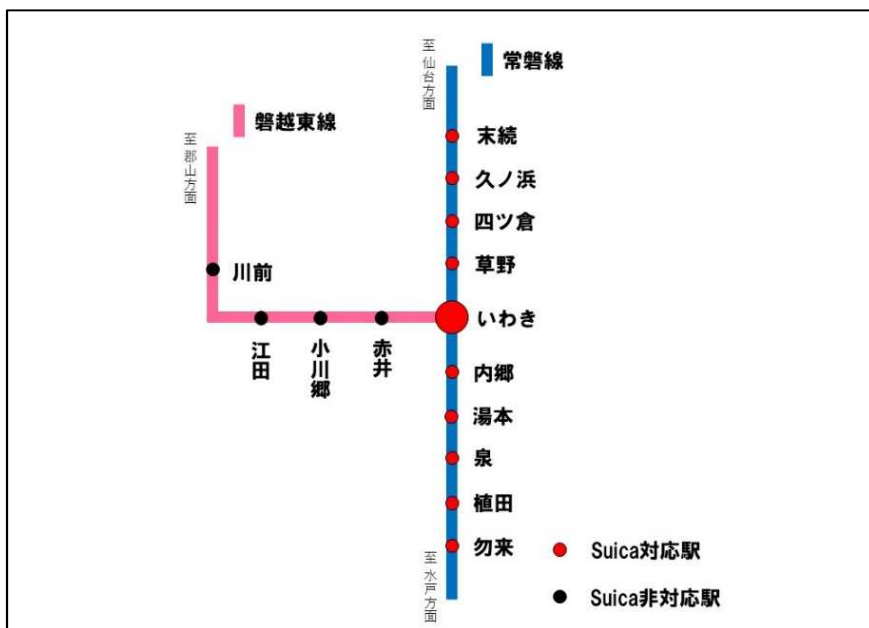 常磐線
至 仙台方面
末続
久ノ浜
四ツ倉
草野
いわき
内郷
湯本
泉
植田
勿来
至 水戸方面
磐越東線
至 郡山方面
川前
江田
小川郷
赤井
Suica対応駅
Suica非対応駅